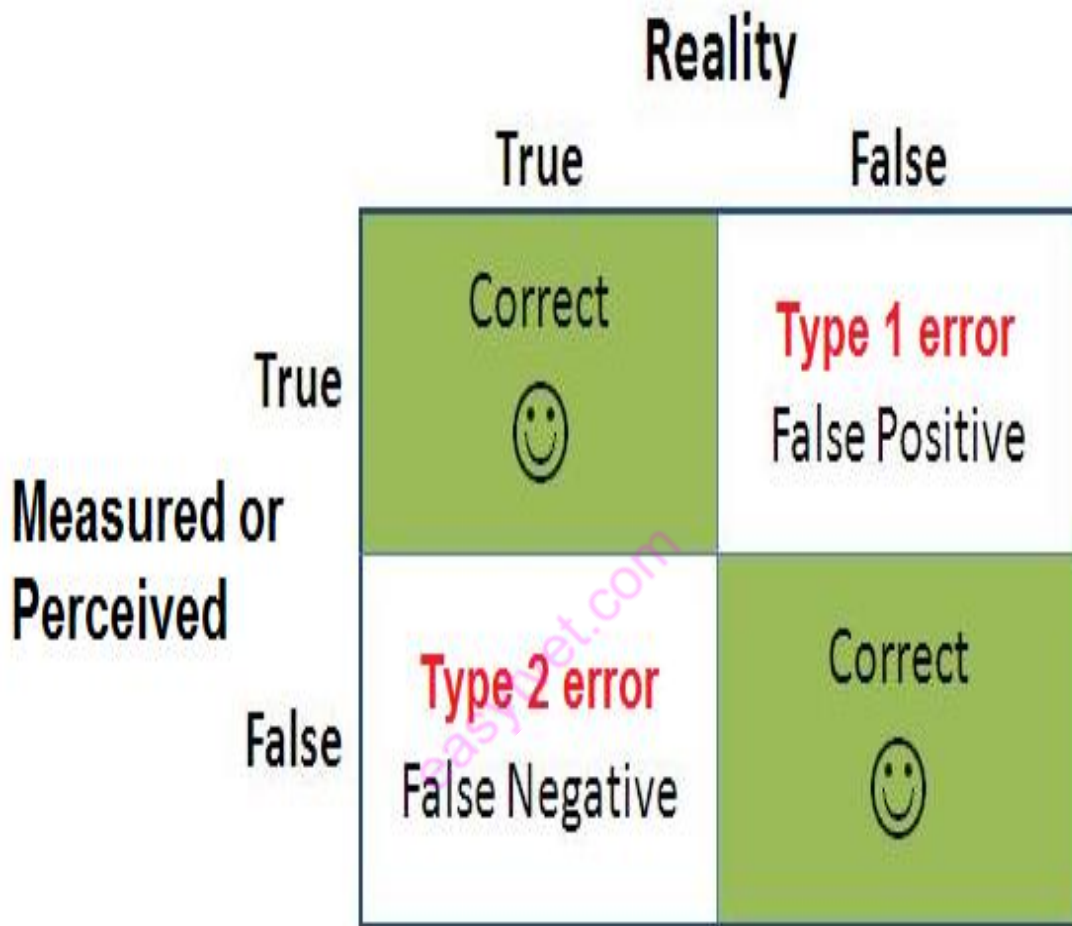 Reality
True
False
Correct
Type 1 error
True
False Positive
Measured or
Perceived
Correct
Type 2 error
False
False Negative